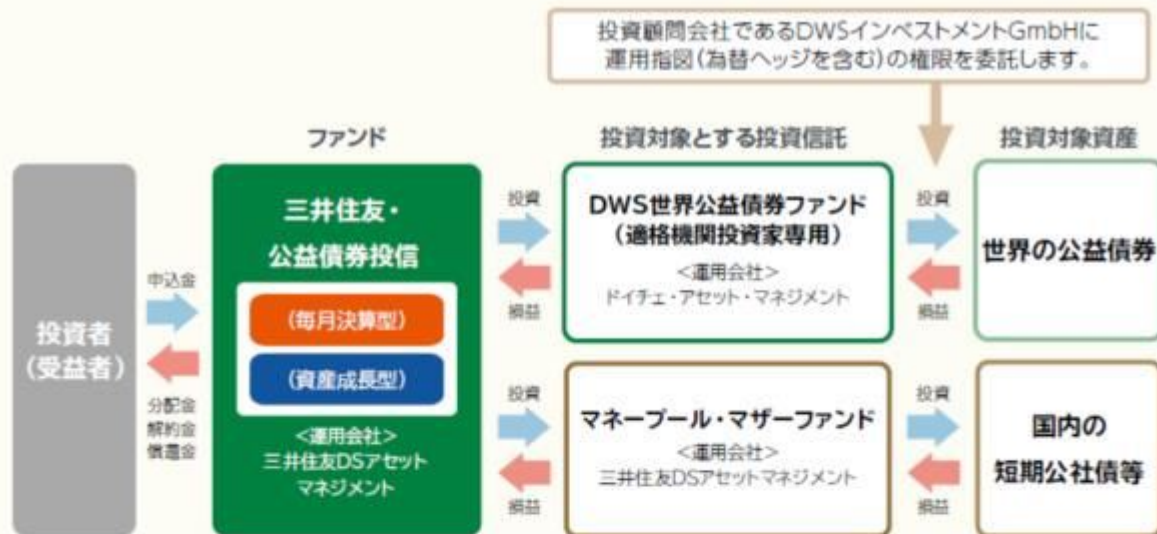 投資顧問会社であるDWSインベストメントGmbHに
運用指図(為替ヘッジを含む)の権限を委託します。
ファンド
投資対象とする投資信託
投資対象資産
投資者
(受益者)
申込金
分配金
解約金
償還金
三井住友・
公益債券投信
(毎月決算型)
(資産成長型)
<運用会社>
三井住友DSアセット
マネジメント
投資
損益
DWS世界公益債券ファンド
(適格機関投資家専用)
<運用会社>
ドイチェ・アセット・マネジメント
投資
損益
世界の公益債券
投資
損益
マネープール・マザーファンド
<運用会社>
三井住友DSアセットマネジメント
投資
損益
国内の
短期公社債等